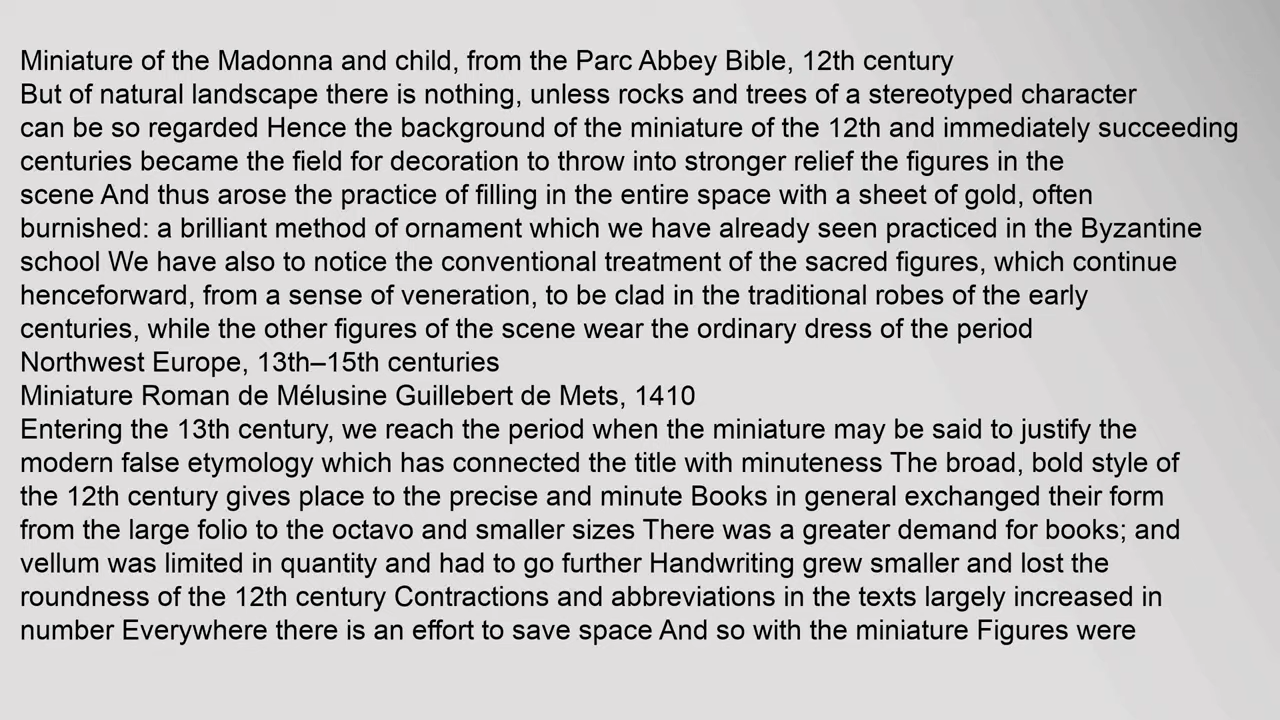 Miniature of the Madonna and child, from the Parc Abbey Bible, 12th century
But of natural landscape there is nothing, unless rocks and trees of a stereotyped character
can be so regarded Hence the background of the miniature of the 12th and immediately succeeding
centuries became the field for decoration to throw into stronger relief the figures in the
scene And thus arose the practice of filling in the entire space with a sheet of gold, often
burnished: a brilliant method of ornament which we have already seen practiced in the Byzantine
school We have also to notice the conventional treatment of the sacred figures, which continue
henceforward, from a sense of veneration, to be clad in the traditional robes of the early
centuries, while the other figures of the scene wear the ordinary dress of the period
Northwest Europe, 13th–15th centuries
Miniature Roman de Mélusine Guillebert de Mets, 1410
Entering the 13th century, we reach the period when the miniature may be said to justify the
modern false etymology which has connected the title with minuteness The broad, bold style of
the 12th century gives place to the precise and minute Books in general exchanged their form
from the large folio to the octavo and smaller sizes There was a greater demand for books; and
vellum was limited in quantity and had to go further Handwriting grew smaller and lost the
roundness of the 12th century Contractions and abbreviations in the texts largely increased in
number Everywhere there is an effort to save space And so with the miniature Figures were